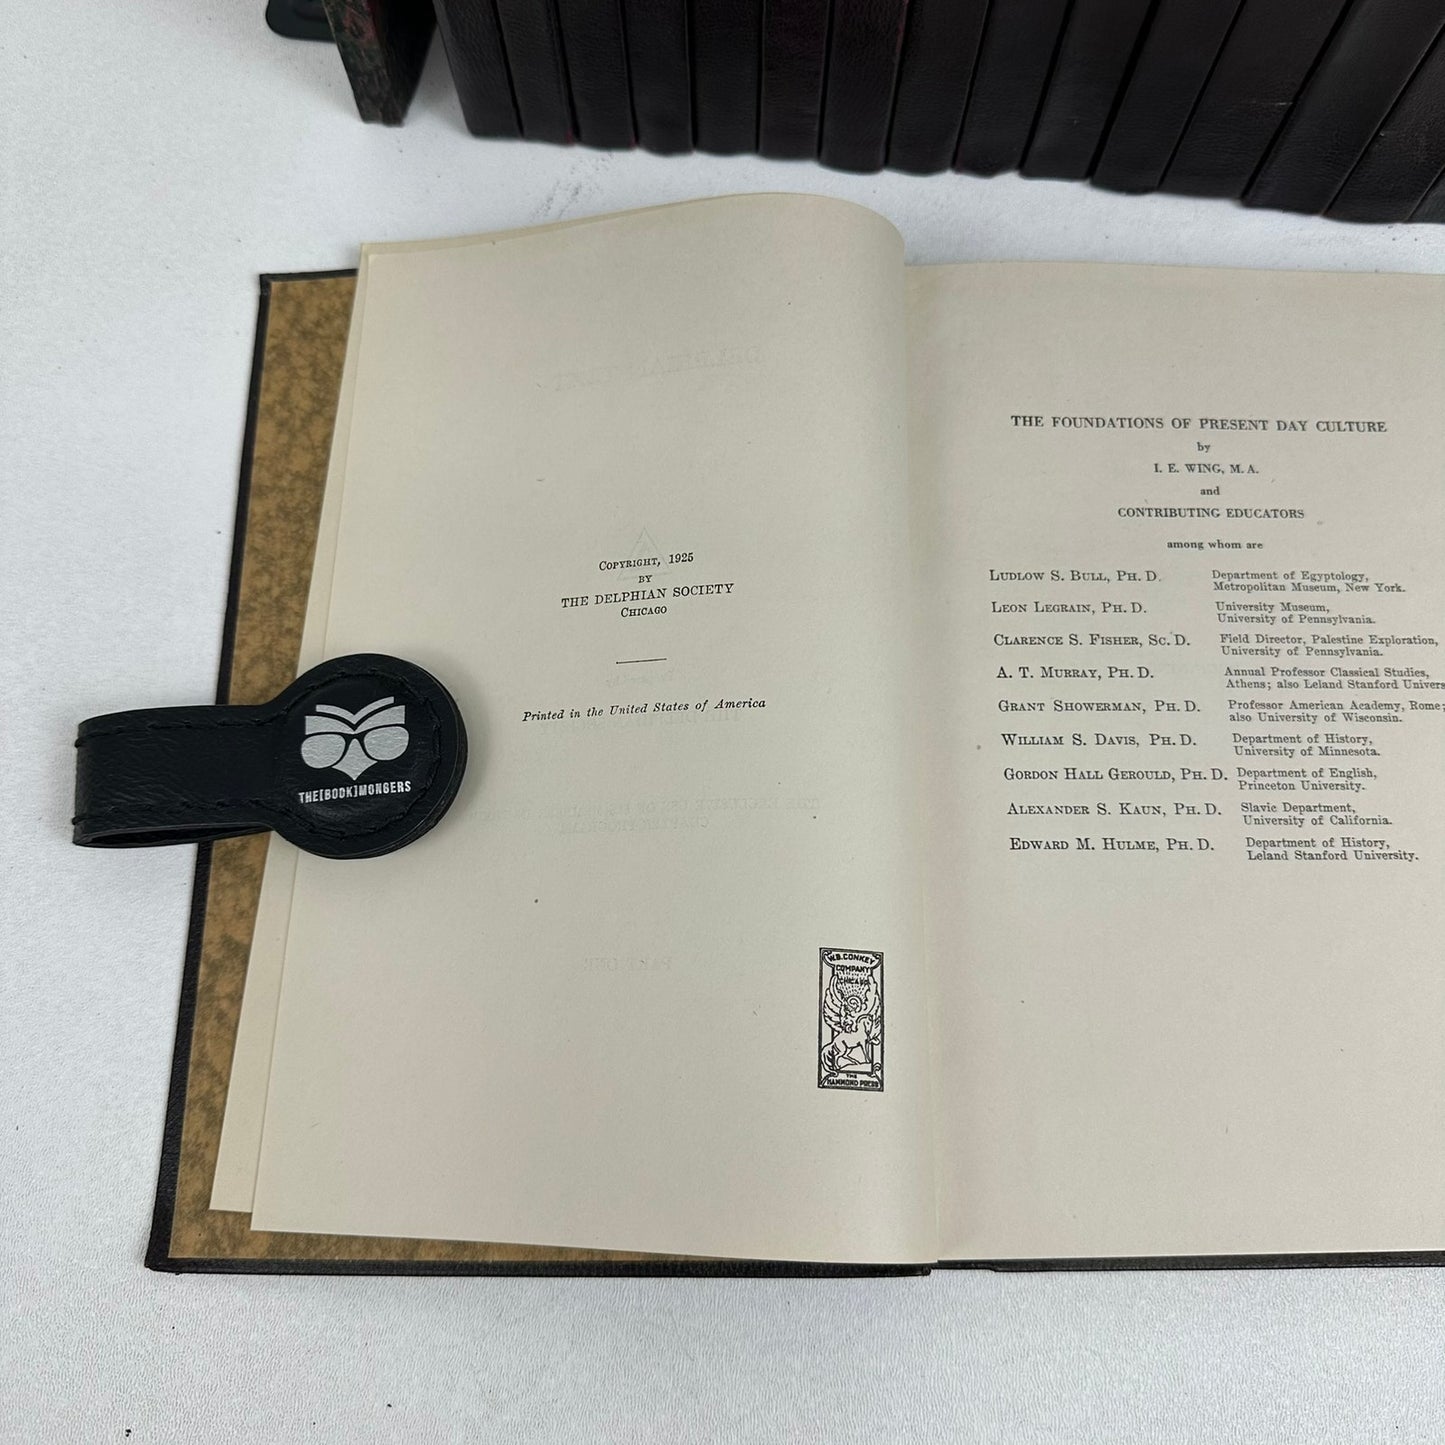 COPYRIGHT, 1925
BY
THE DELPHIAN SOCIETY
CHICAGO
Printed in the United States of America
THE[BOOK]MONGERS
W.B. CONKEY
COMPANY
CHICAGO
THE
HAMMOND PRESS
THE FOUNDATIONS OF PRESENT DAY CULTURE
by
I. E. WING, M. A.
and
CONTRIBUTING EDUCATORS
among whom are
LUDLOW S. BULL, PH. D. Department of Egyptology,
Metropolitan Museum, New York.
LEON LEGRAIN, PH. D. University Museum,
University of Pennsylvania.
CLARENCE S. FISHER, SC. D. Field Director, Palestine Exploration,
University of Pennsylvania.
A. T. MURRAY, PH. D. Annual Professor Classical Studies,
Athens; also Leland Stanford Univers
GRANT SHOWERMAN, PH. D. Professor American Academy, Rome;
also University of Wisconsin.
WILLIAM S. DAVIS, PH. D. Department of History,
University of Minnesota.
GORDON HALL GEROULD, PH. D. Department of English,
Princeton University.
ALEXANDER S. KAUN, PH. D. Slavic Department,
University of California.
EDWARD M. HULME, PH. D. Department of History,
Leland Stanford University.